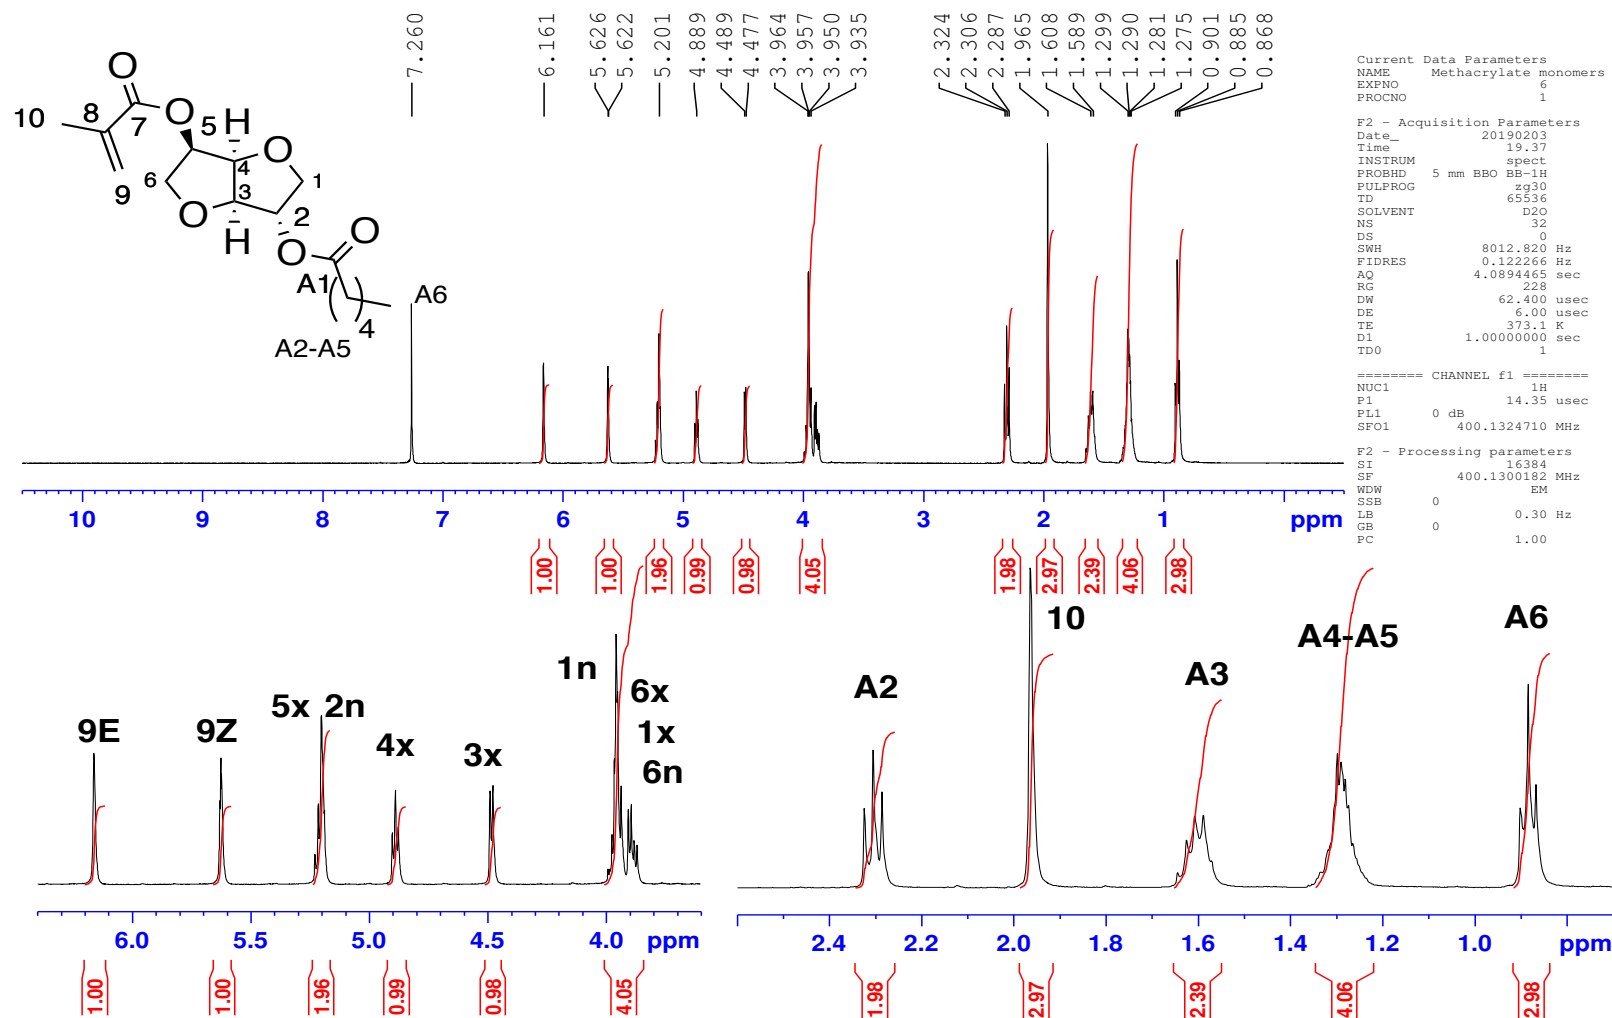 7.260
6.161
5.626
5.622
5.201
4.889
4.489
4.477
3.964
3.957
3.950
3.935
2.324
2.306
2.287
1.965
1.608
1.589
1.299
1.290
1.281
1.275
0.901
0.885
0.868
O
10
8
7
O
5
H
O
4
6
9
1
3
O
H
2
O
O
A1
4
A6
A2-A5
Current Data Parameters
NAME Methacrylate monomers
EXPNO 6
PROCNO 1
F2 - Acquisition Parameters
Date_ 20190203
Time 19.37
INSTRUM spect
PROBHD 5 mm BBO BB-1H
PULPROG zg30
TD 65536
SOLVENT D2O
NS 32
DS 0
SWH 8012.820 Hz
FIDRES 0.122266 Hz
AQ 4.0894465 sec
RG 228
DW 62.400 usec
DE 6.00 usec
TE 373.1 K
D1 1.00000000 sec
TD0 1
======== CHANNEL f1 ========
NUC1 1H
P1 14.35 usec
PL1 0 dB
SFO1 400.1324710 MHz
F2 - Processing parameters
SI 16384
SF 400.1300182 MHz
WDW EM
SSB 0
LB 0.30 Hz
GB 0
PC 1.00
10 9 8 7 6 5 4 3 2 1 ppm
1.00 1.00 1.96 0.99 0.98 4.05 1.98 2.97 2.39 4.06 2.98
9E
9Z
5x 2n
4x
3x
1n
6x
1x
6n
6.0 5.5 5.0 4.5 4.0 ppm
1.00 1.00 1.96 0.99 0.98 4.05
A2
10
A3
A4-A5
A6
2.4 2.2 2.0 1.8 1.6 1.4 1.2 1.0 ppm
1.98 2.97 2.39 4.06 2.98